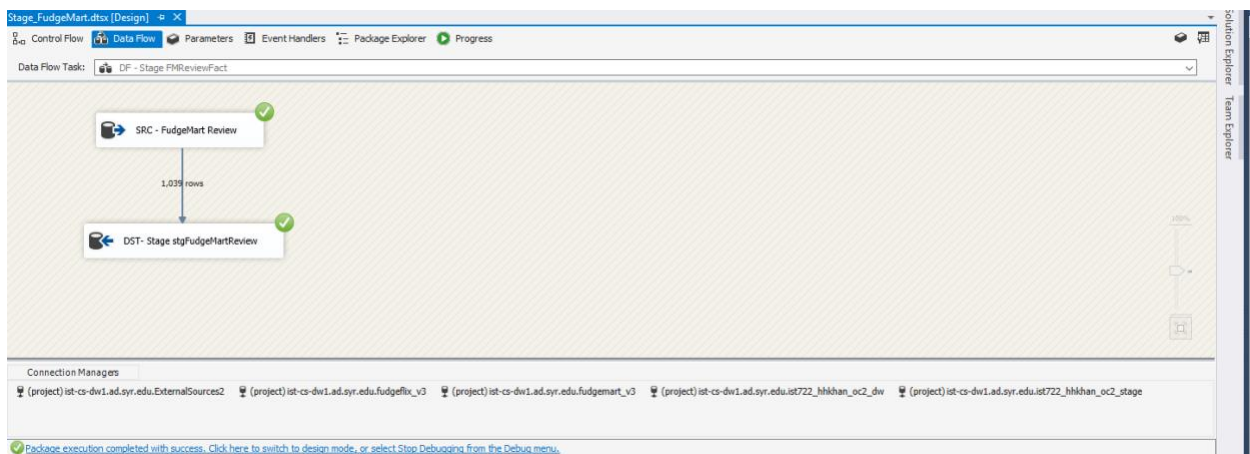 Stage_FudgeMart.dtsx [Design]
Control Flow Data Flow Parameters Event Handlers Package Explorer Progress
Data Flow Task: DF - Stage FMReviewFact
SRC - FudgeMart Review
1,039 rows
DST- Stage stgFudgeMartReview
100%
Connection Managers
(project) ist-cs-dw1.ad.syr.edu.ExternalSources2 (project) ist-cs-dw1.ad.syr.edu.fudgeflix_v3 (project) ist-cs-dw1.ad.syr.edu.fudgemart_v3 (project) ist-cs-dw1.ad.syr.edu.ist722_hhkhan_oc2_dw (project) ist-cs-dw1.ad.syr.edu.ist722_hhkhan_oc2_stage
Package execution completed with success. Click here to switch to design mode, or select Stop Debugging from the Debug menu.
Solution Explorer
Team Explorer